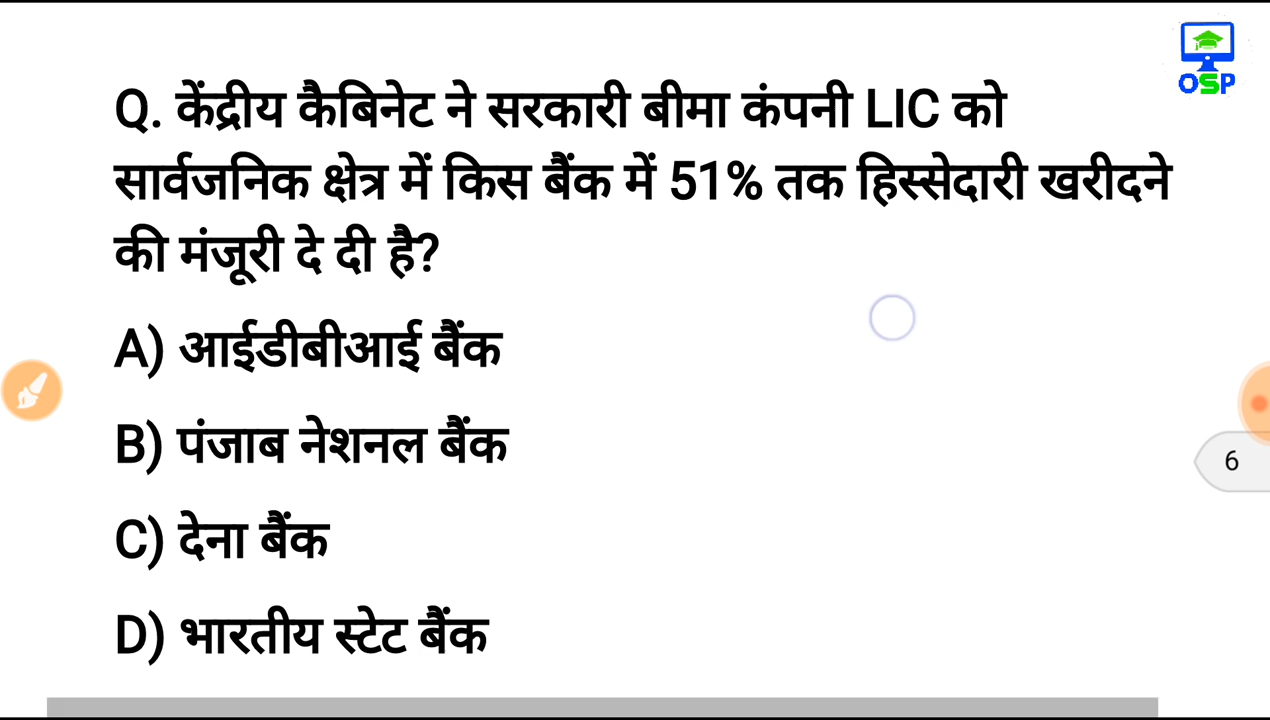 OSP
Q. केंद्रीय कैबिनेट ने सरकारी बीमा कंपनी LIC को
सार्वजनिक क्षेत्र में किस बैंक में 51% तक हिस्सेदारी खरीदने
की मंजूरी दे दी है?
A) आईडीबीआई बैंक
B) पंजाब नेशनल बैंक
6
C) देना बैंक
D) भारतीय स्टेट बैंक